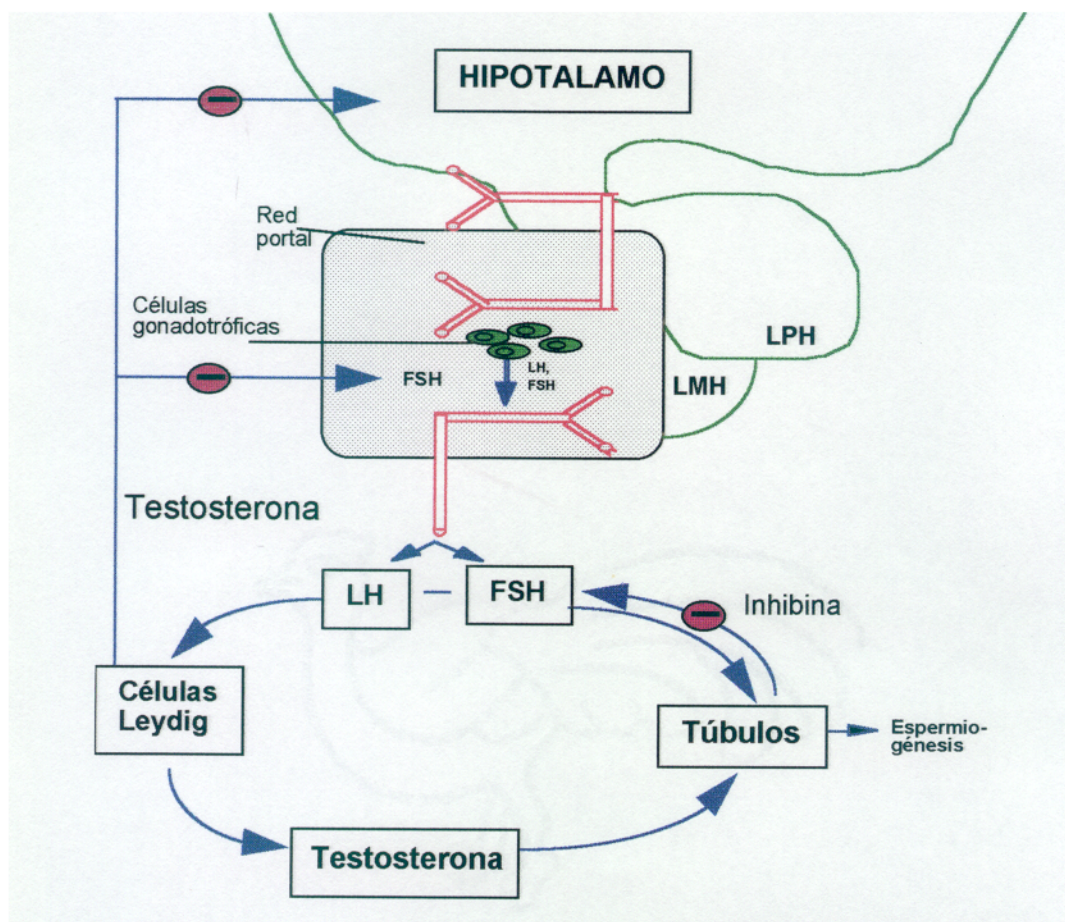 HIPOTALAMO
Red
portal
Células
gonadotróficas
LH,
FSH
FSH
LPH
LMH
Testosterona
LH
FSH
Inhibina
Células
Leydig
Túbulos
Espermio-
génesis
Testosterona